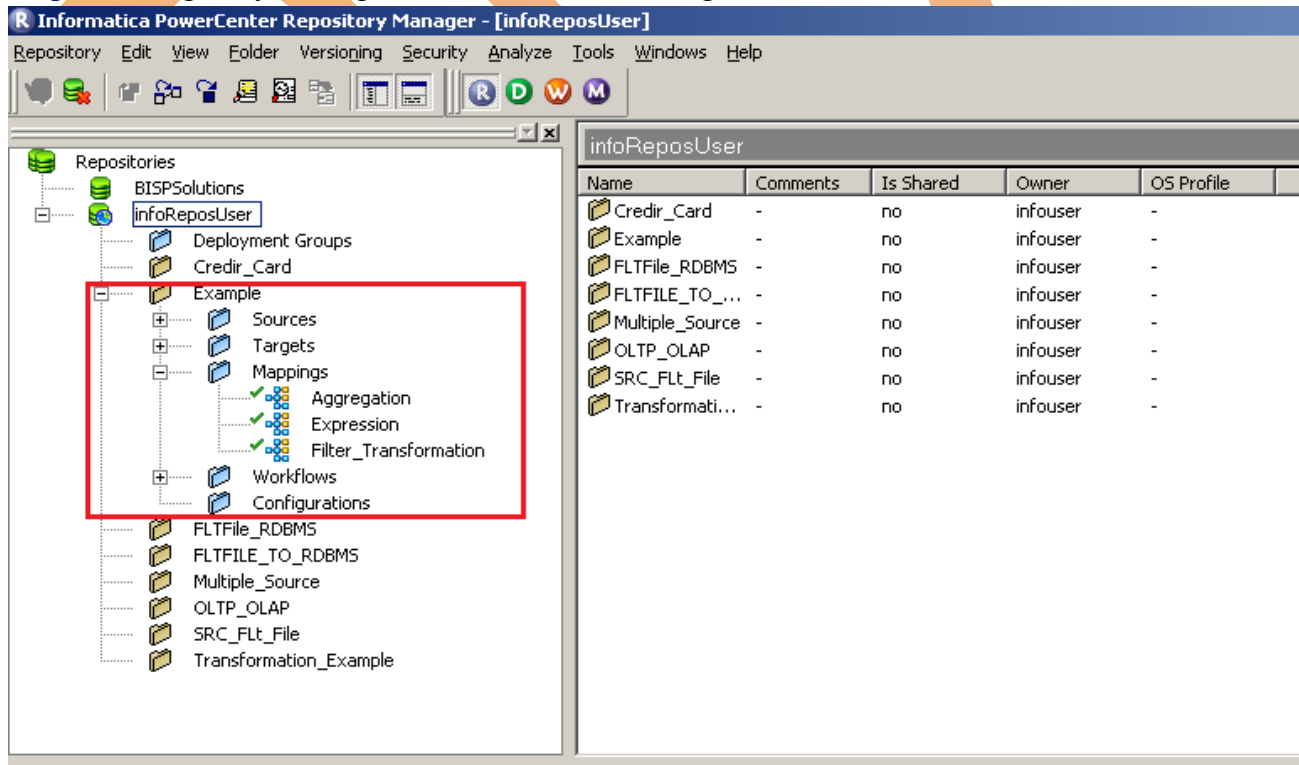 Informatica PowerCenter Repository Manager - [infoReposUser]
Repository Edit View Folder Versioning Security Analyze Tools Windows Help
R D W M
Repositories
BISPSolutions
infoReposUser
Deployment Groups
Credir_Card
Example
Sources
Targets
Mappings
Aggregation
Expression
Filter_Transformation
Workflows
Configurations
FLTFile_RDBMS
FLTFILE_TO_RDBMS
Multiple_Source
OLTP_OLAP
SRC_FLt_File
Transformation_Example
infoReposUser
Name Comments Is Shared Owner OS Profile
Credir_Card - no infouser -
Example - no infouser -
FLTFile_RDBMS - no infouser -
FLTFILE_TO_... - no infouser -
Multiple_Source - no infouser -
OLTP_OLAP - no infouser -
SRC_FLt_File - no infouser -
Transformati... - no infouser -